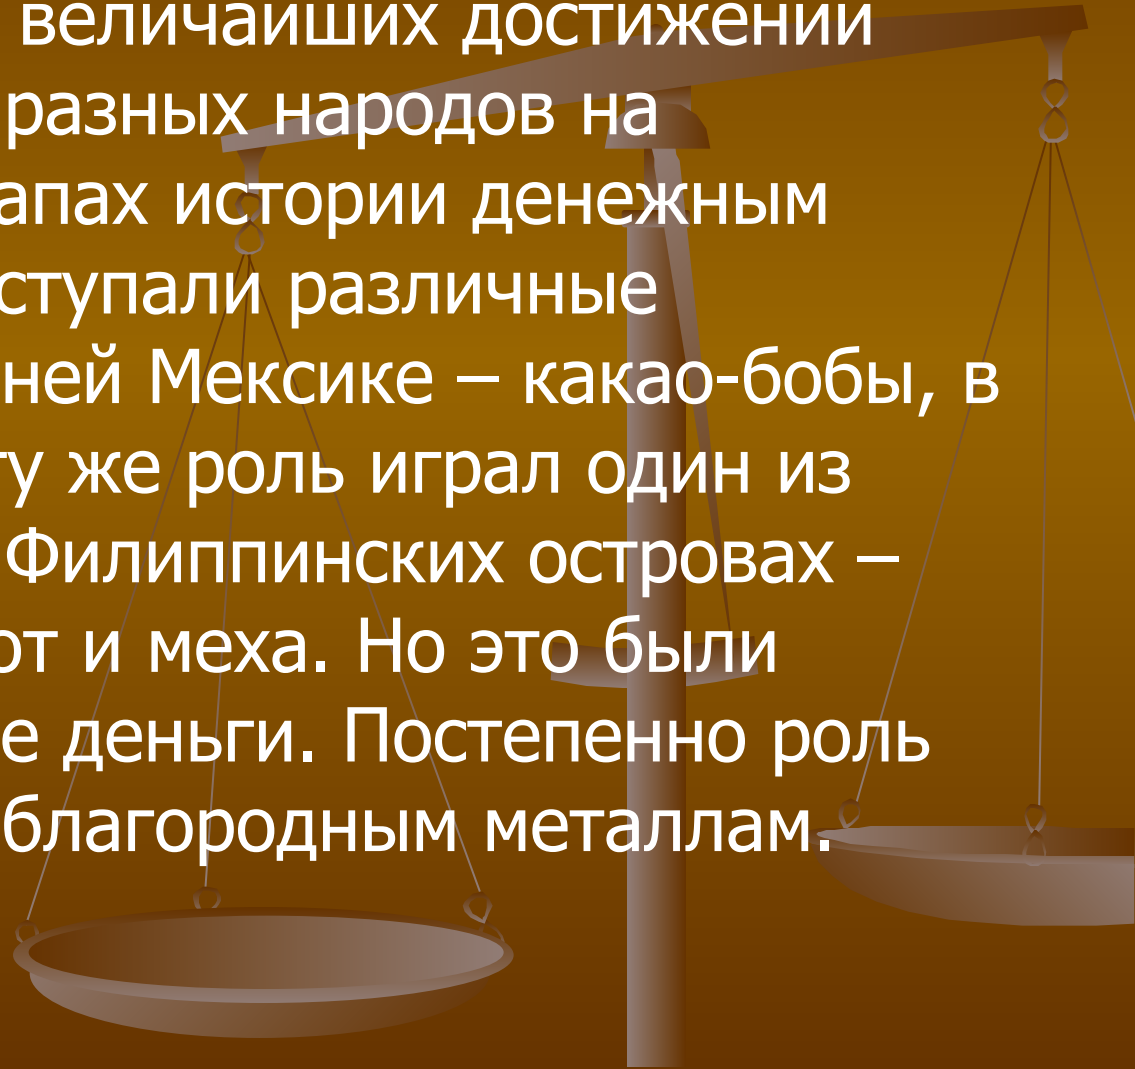 величайших достижений
разных народов на
апах истории денежным
ступали различные
ней Мексике – какао-бобы, в
ту же роль играл один из
Филиппинских островах –
от и меха. Но это были
е деньги. Постепенно роль
благородным металлам.